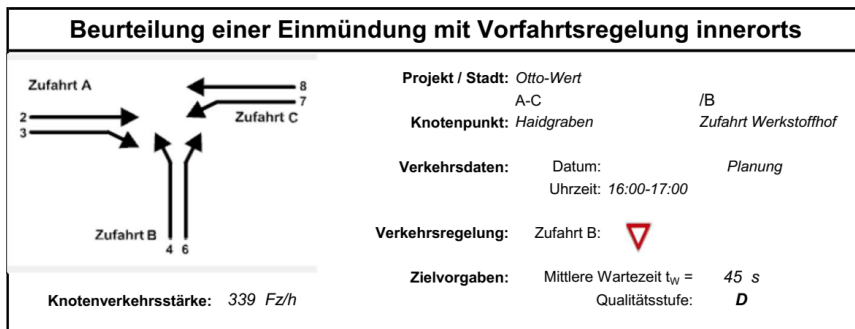 Beurteilung einer Einmündung mit Vorfahrtsregelung innerorts
Zufahrt A
8
7
Zufahrt C
2
3
Zufahrt B
4 6
Knotenverkehrsstärke: 339 Fz/h
Projekt / Stadt: Otto-Wert
A-C /B
Knotenpunkt: Haidgraben Zufahrt Werkstoffhof
Verkehrsdaten: Datum: Planung
Uhrzeit: 16:00-17:00
Verkehrsregelung: Zufahrt B:
Zielvorgaben: Mittlere Wartezeit tW = 45 s
Qualitätsstufe: D